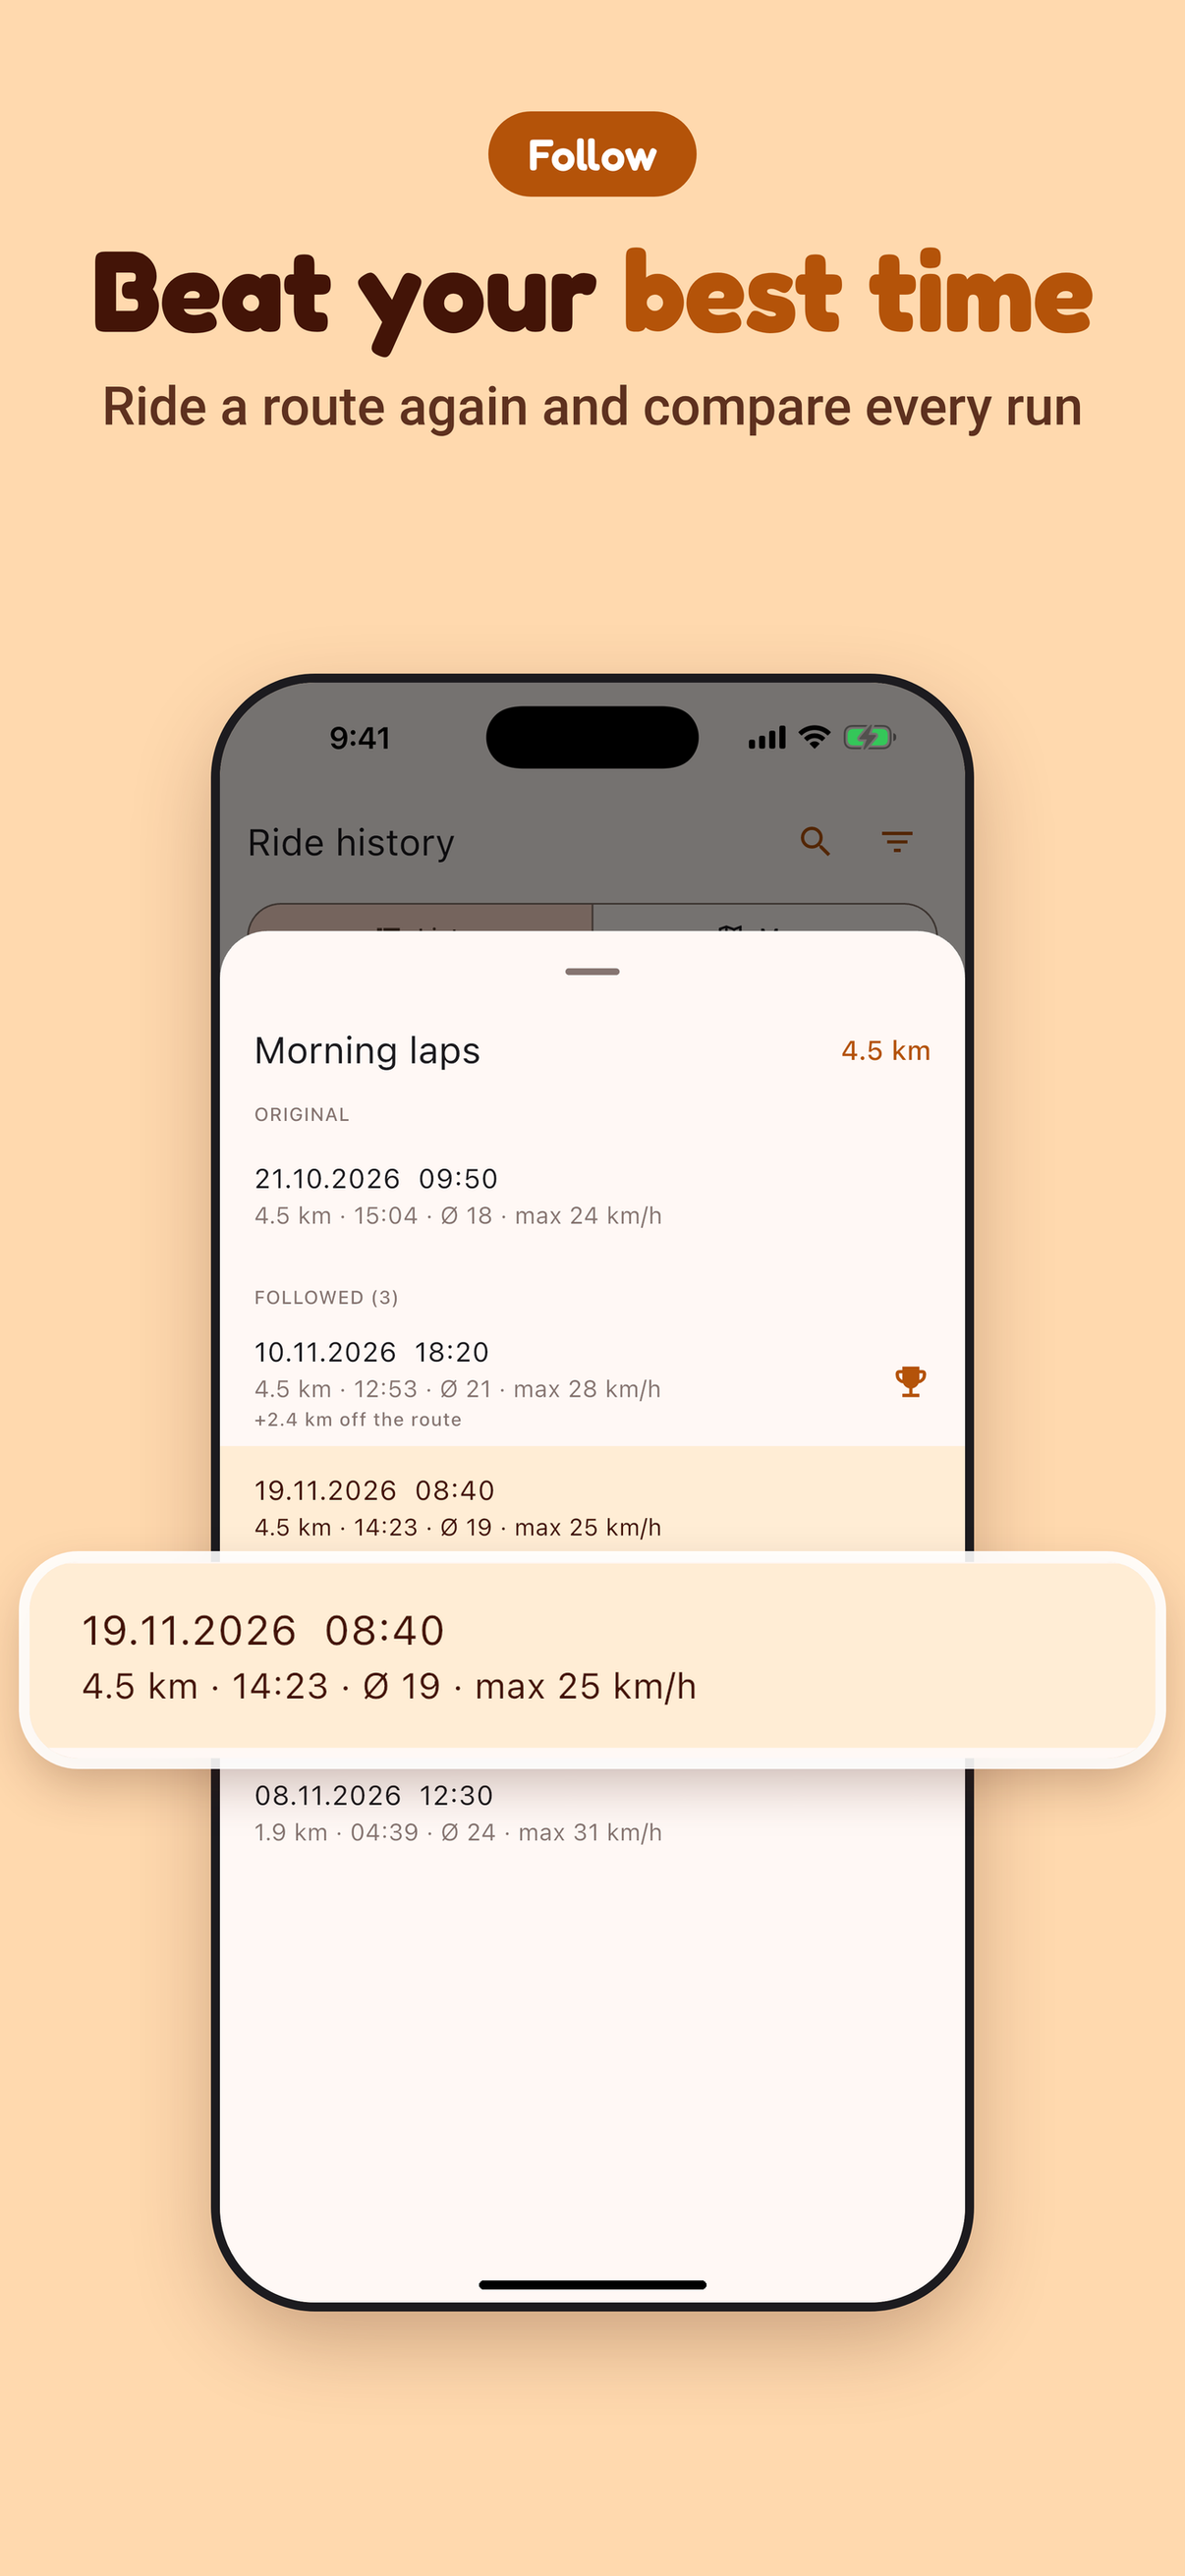 Follow
Beat your best time
Ride a route again and compare every run
9:41
Ride history
Morning laps 4.5 km
ORIGINAL
21.10.2026 09:50
4.5 km · 15:04 · Ø 18 · max 24 km/h
FOLLOWED (3)
10.11.2026 18:20
4.5 km · 12:53 · Ø 21 · max 28 km/h
+2.4 km off the route
19.11.2026 08:40
4.5 km · 14:23 · Ø 19 · max 25 km/h
19.11.2026 08:40
4.5 km · 14:23 · Ø 19 · max 25 km/h
08.11.2026 12:30
1.9 km · 04:39 · Ø 24 · max 31 km/h